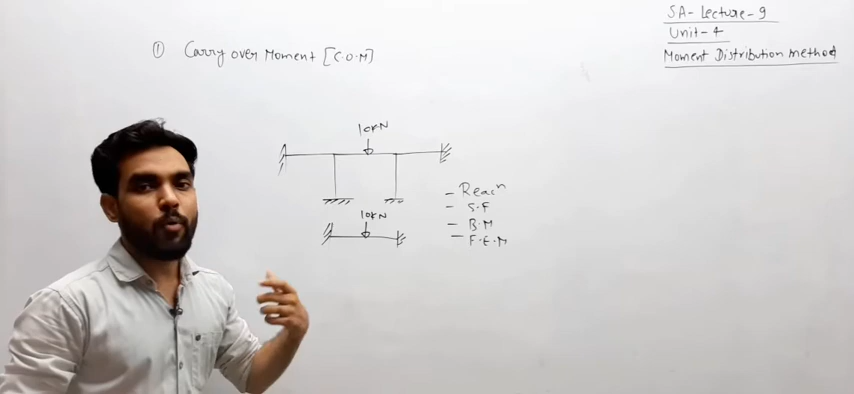 SA- Lecture-9
Unit-4
Moment Distribution method
① Carry over Moment [C.O.M]
10kN
- Reacn
- S.F
10kN
- B.M
- F.E.M